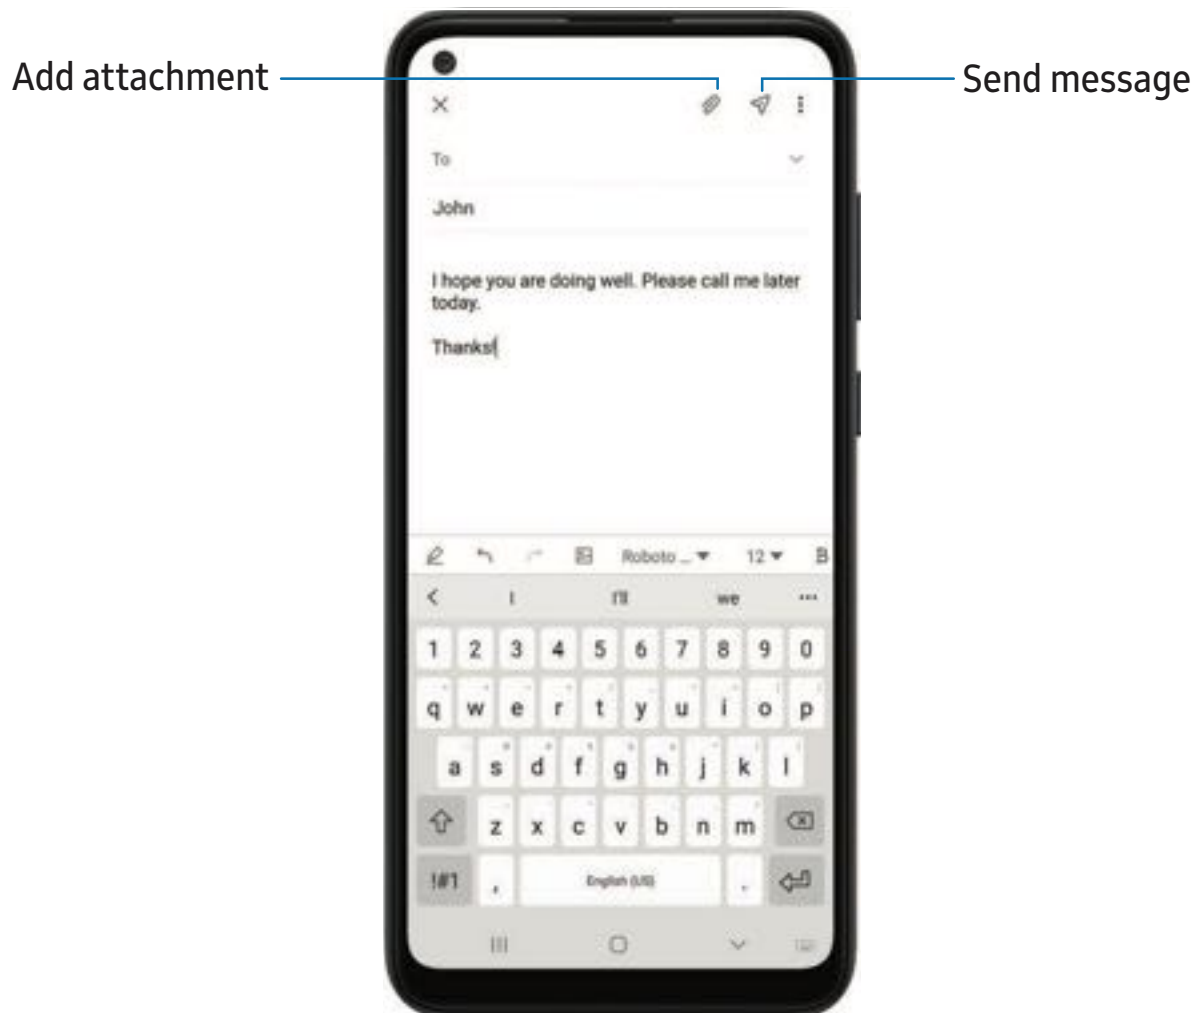 Add attachment
Send message
To
John
I hope you are doing well. Please call me later
today.
Thanks!
Roboto ...
12
B
I
I'll
we
1 2 3 4 5 6 7 8 9 0
q w e r t y u i o p
a s d f g h j k l
z x c v b n m
!#1 , English (US) .